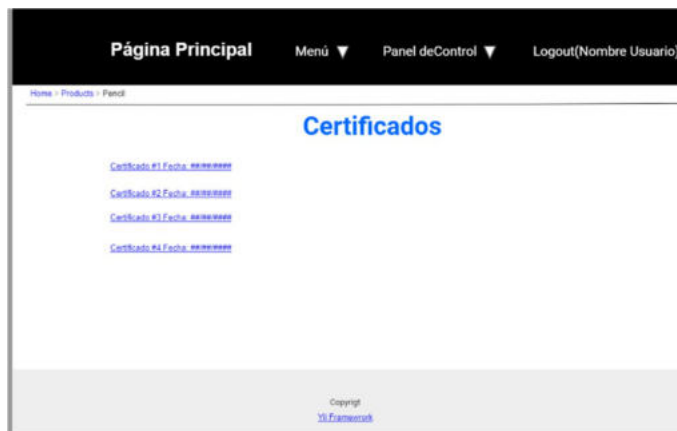 Página Principal Menú ▼ Panel deControl ▼ Logout(Nombre Usuario)
Home > Products > Pencil
Certificados
Certificado #1 Fecha: ##/##/####
Certificado #2 Fecha: ##/##/####
Certificado #3 Fecha: ##/##/####
Certificado #4 Fecha: ##/##/####
Copyrigt
Yii Framewrork